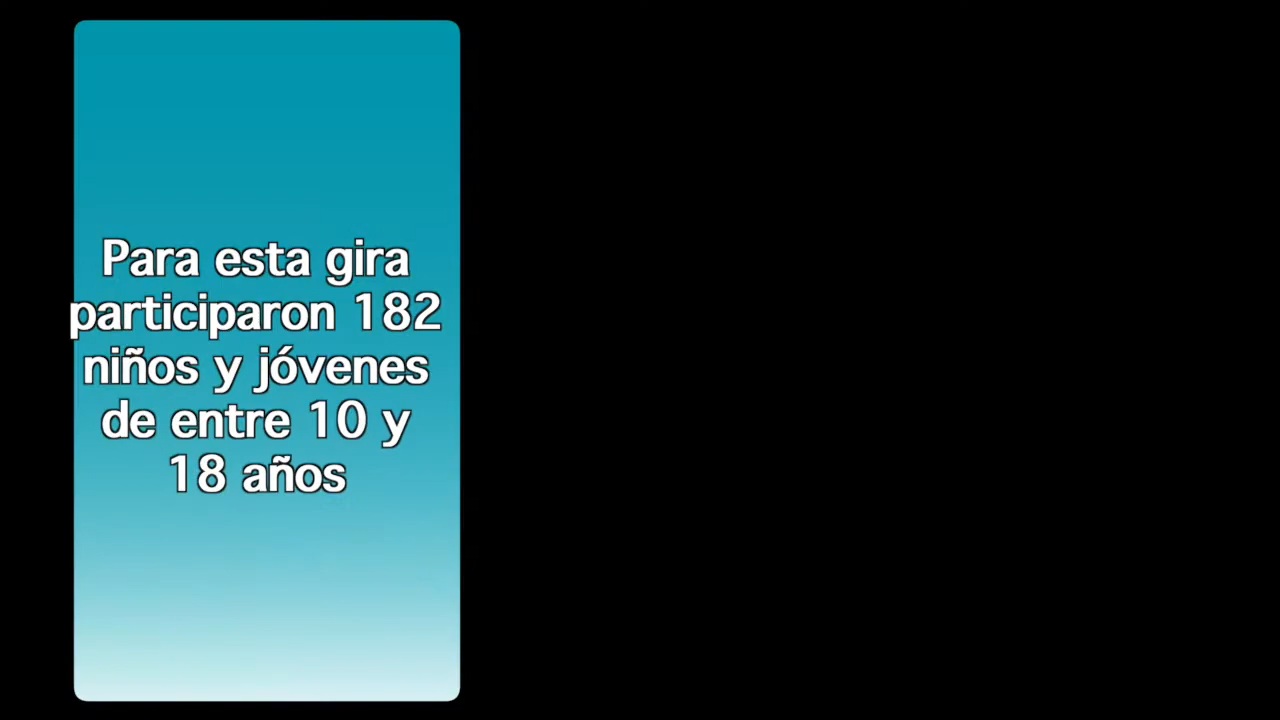 Para esta gira
participaron 182
niños y jóvenes
de entre 10 y
18 años